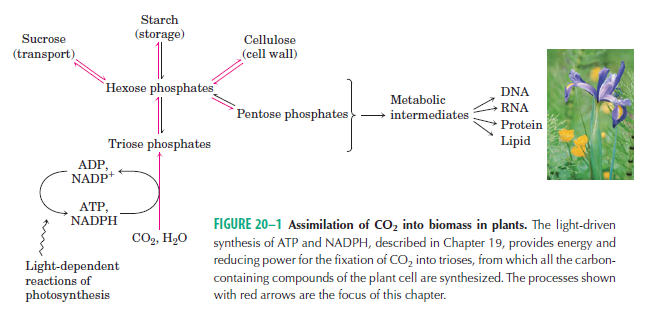 Starch
(storage)
Sucrose
(transport)
Cellulose
(cell wall)
Hexose phosphates
Pentose phosphates
Metabolic
intermediates
DNA
RNA
Protein
Lipid
Triose phosphates
ADP,
NADP+
ATP,
NADPH
CO2, H2O
Light-dependent
reactions of
photosynthesis
FIGURE 20–1 Assimilation of CO2 into biomass in plants. The light-driven
synthesis of ATP and NADPH, described in Chapter 19, provides energy and
reducing power for the fixation of CO2 into trioses, from which all the carbon-
containing compounds of the plant cell are synthesized. The processes shown
with red arrows are the focus of this chapter.